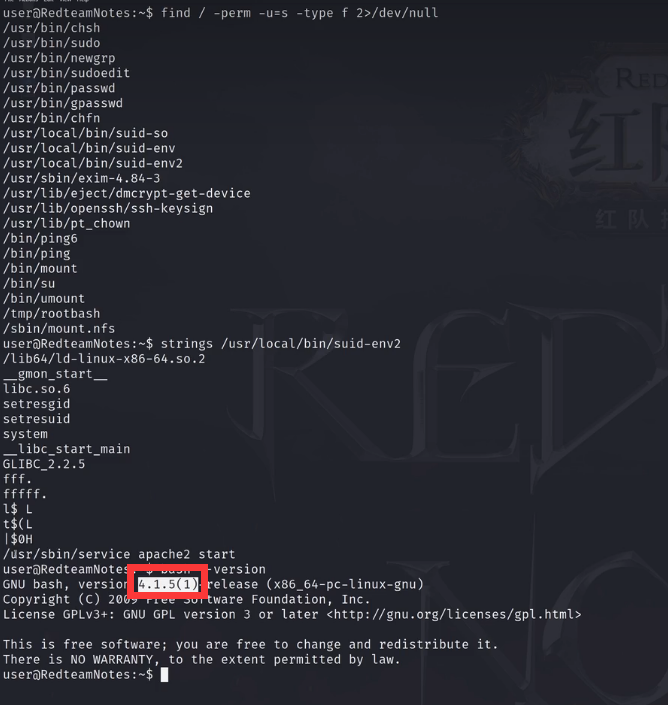 user@RedteamNotes:~$ find / -perm -u=s -type f 2>/dev/null
/usr/bin/chsh
/usr/bin/sudo
/usr/bin/newgrp
/usr/bin/sudoedit
/usr/bin/passwd
/usr/bin/gpasswd
/usr/bin/chfn
/usr/local/bin/suid-so
/usr/local/bin/suid-env
/usr/local/bin/suid-env2
/usr/sbin/exim-4.84-3
/usr/lib/eject/dmcrypt-get-device
/usr/lib/openssh/ssh-keysign
/usr/lib/pt_chown
/bin/ping6
/bin/ping
/bin/mount
/bin/su
/bin/umount
/tmp/rootbash
/sbin/mount.nfs
user@RedteamNotes:~$ strings /usr/local/bin/suid-env2
/lib64/ld-linux-x86-64.so.2
__gmon_start__
libc.so.6
setresgid
setresuid
system
__libc_start_main
GLIBC_2.2.5
fff.
fffff.
l$ L
t$(L
|$0H
/usr/sbin/service apache2 start
user@RedteamNotes:~$ bash --version
GNU bash, version 4.1.5(1)-release (x86_64-pc-linux-gnu)
Copyright (C) 2009 Free Software Foundation, Inc.
License GPLv3+: GNU GPL version 3 or later <http://gnu.org/licenses/gpl.html>
This is free software; you are free to change and redistribute it.
There is NO WARRANTY, to the extent permitted by law.
user@RedteamNotes:~$
RED
红队
红 队
RED
NO